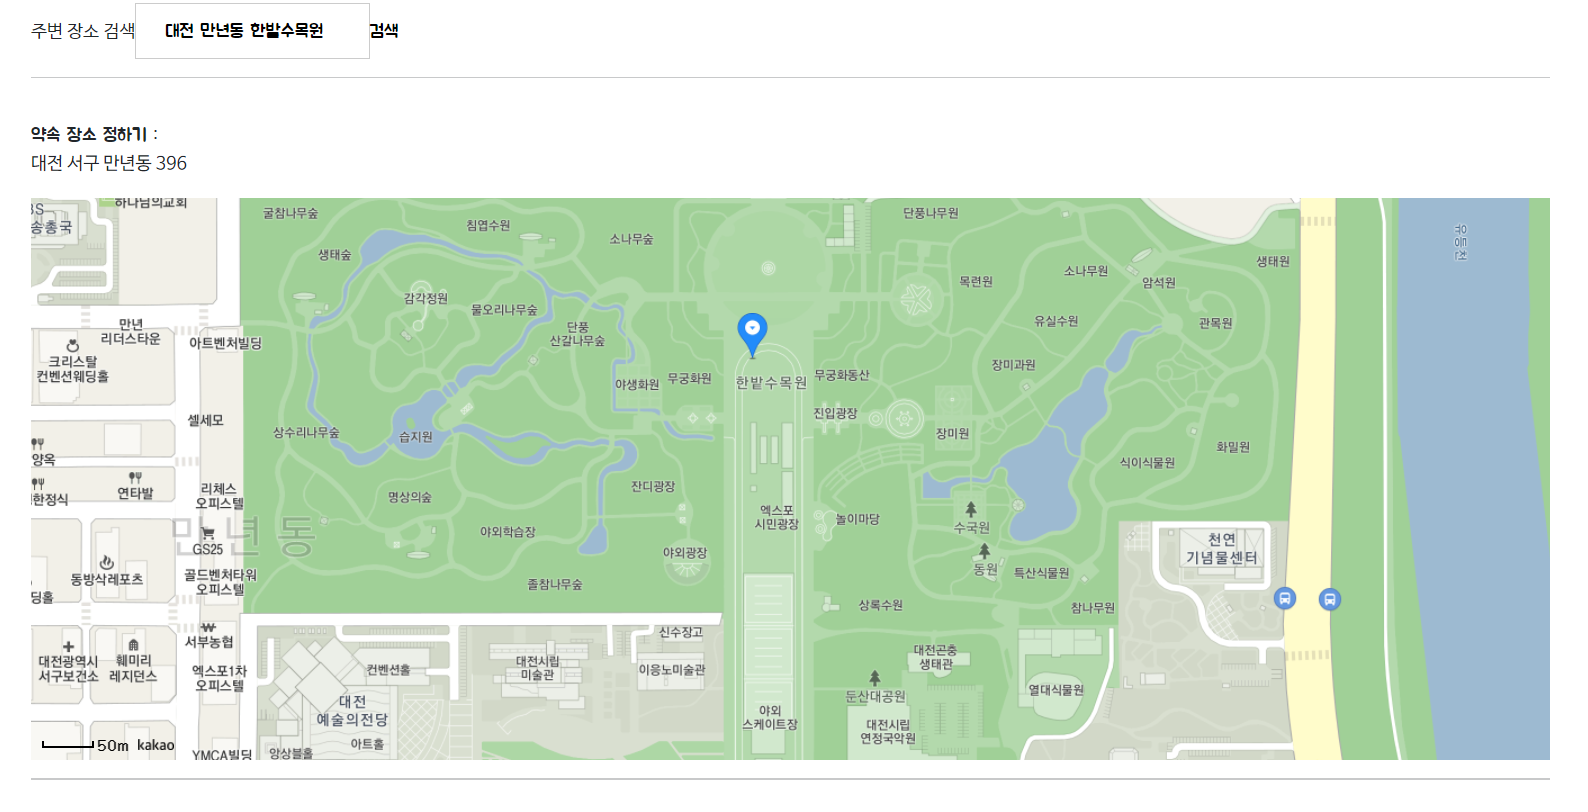 주변 장소 검색
대전 만년동 한밭수목원
검색
약속 장소 정하기 :
대전 서구 만년동 396
하나님의교회
굴참나무숲
침엽수원
소나무숲
단풍나무원
송총국
생태숲
유등천
생태원
소나무원
목련원
암석원
감각정원
물오리나무숲
만년
리더스타운
단풍
산갈나무숲
유실수원
관목원
아트벤처빌딩
크리스탈
컨벤션웨딩홀
장미과원
야생화원
무궁화원
한밭수목원
무궁화동산
진입광장
셀세모
상수리나무숲
습지원
장미원
화밀원
양옥
식이식물원
연타발
한정식
리체스
오피스텔
명상의숲
잔디광장
엑스포
시민광장
놀이마당
수국원
야외학습장
만년동
GS25
야외광장
천연
기념물센터
동방삭레포츠
골드벤처타워
오피스텔
졸참나무숲
동원
특산식물원
딩홀
상록수원
참나무원
서부농협
신수장고
대전광역시
서구보건소
훼미리
레지던스
엑스포1차
오피스텔
컨벤션홀
대전시립
미술관
이응노미술관
대전곤충
생태관
열대식물원
둔산대공원
대전
예술의전당
야외
스케이트장
대전시립
연정국악원
아트홀
앙상블홀
YMCA빌딩
50m
kakao